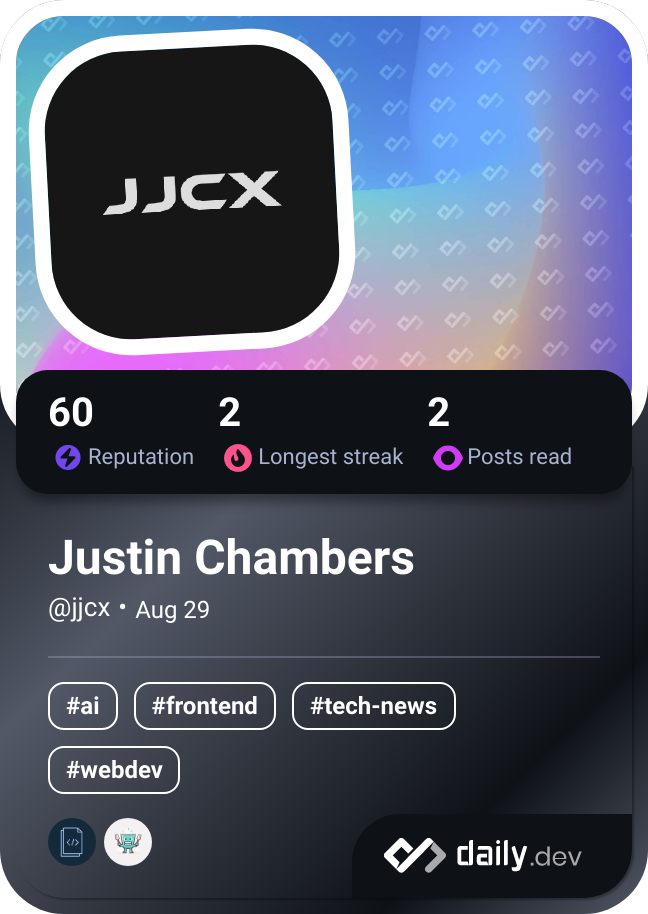 JJCX
60 2 2
Reputation Longest streak Posts read
Justin Chambers
@jjcx • Aug 29
#ai #frontend #tech-news
#webdev
</>
daily.dev